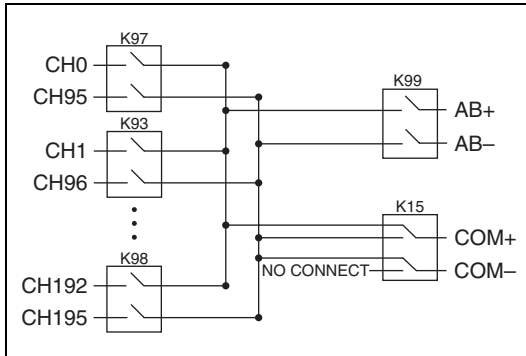 K97
CH0
CH95
K99
AB+
AB–
K93
CH1
CH96
K15
COM+
NO CONNECT
COM–
K98
CH192
CH195